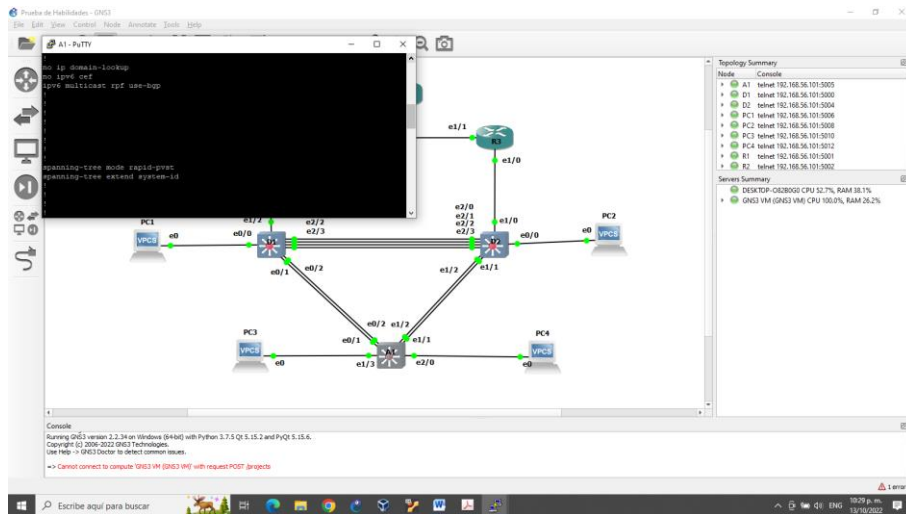 Prueba de Habilidades - GNS3
File Edit View Control Node Annotate Tools Help
A1 - PuTTY
!
no ip domain-lookup
no ipv6 cef
ipv6 multicast rpf use-bgp
!
!
!
!
!
spanning-tree mode rapid-pvst
spanning-tree extend system-id
!
!
!
e1/1
R3
e1/0
PC1
e0
e0/0
e1/2
e2/2
e2/3
D1
e0/1
e0/2
e2/0
e2/1
e2/2
e2/3
e1/0
D2
e0/0
e1/2
e1/1
PC2
e0
VPCS
VPCS
e0/2
e1/2
e0/1
e1/1
A1
e1/3
e2/0
PC3
VPCS
e0
PC4
VPCS
e0
Topology Summary
Node Console
A1 telnet 192.168.56.101:5005
D1 telnet 192.168.56.101:5000
D2 telnet 192.168.56.101:5004
PC1 telnet 192.168.56.101:5006
PC2 telnet 192.168.56.101:5008
PC3 telnet 192.168.56.101:5010
PC4 telnet 192.168.56.101:5012
R1 telnet 192.168.56.101:5001
R2 telnet 192.168.56.101:5002
Servers Summary
DESKTOP-O82B0G0 CPU 52.7%, RAM 38.1%
GNS3 VM (GNS3 VM) CPU 100.0%, RAM 26.2%
Console
Running GNS3 version 2.2.34 on Windows (64-bit) with Python 3.7.5 Qt 5.15.2 and PyQt 5.15.6.
Copyright (c) 2006-2022 GNS3 Technologies.
Use Help -> GNS3 Doctor to detect common issues.
=> Cannot connect to compute 'GNS3 VM (GNS3 VM)' with request POST /projects
1 error
Escribe aquí para buscar
ENG
10:29 p. m.
13/10/2022